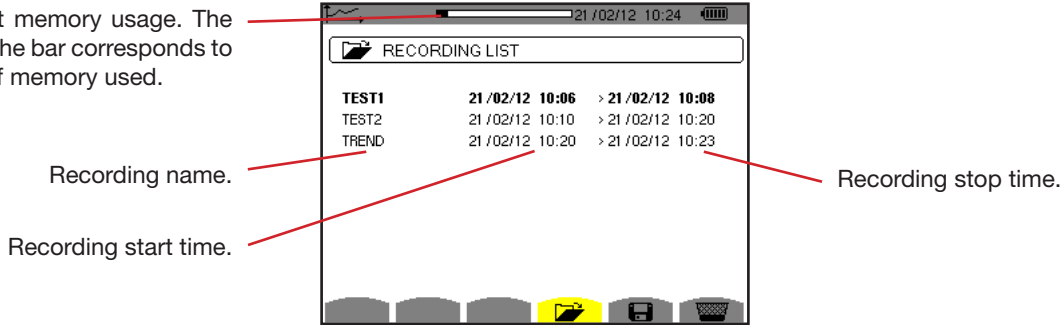 t memory usage. The
he bar corresponds to
f memory used.
21/02/12 10:24
RECORDING LIST
TEST1 21/02/12 10:06 > 21/02/12 10:08
TEST2 21/02/12 10:10 > 21/02/12 10:20
TREND 21/02/12 10:20 > 21/02/12 10:23
Recording name.
Recording stop time.
Recording start time.